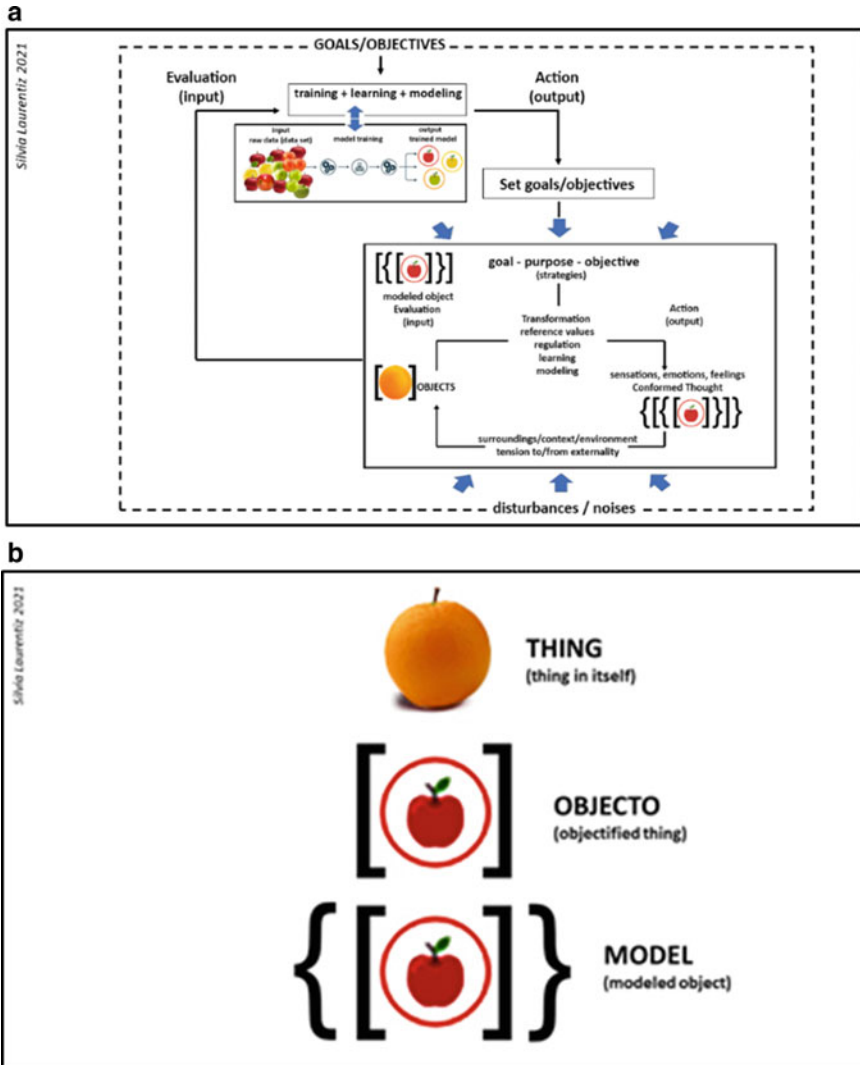 a
Silvia Laurentiz 2021
GOALS/OBJECTIVES
Evaluation
(input)
training + learning + modeling
Action
(output)
input
raw-data (data set)
model training
output
trained model
Set goals/objectives
goal - purpose - objective
(strategies)
[{[ ]}]
modeled object
Evaluation
(input)
Transformation
reference values
regulation
learning
modeling
Action
(output)
[ ] OBJECTS
sensations, emotions, feelings
Conformed Thought
{[{[ ]}]}
surroundings/context/environment
tension to/from externality
disturbances / noises
b
Silvia Laurentiz 2021
THING
(thing in itself)
[ ]
OBJECTO
(objectified thing)
{[ ]}
MODEL
(modeled object)